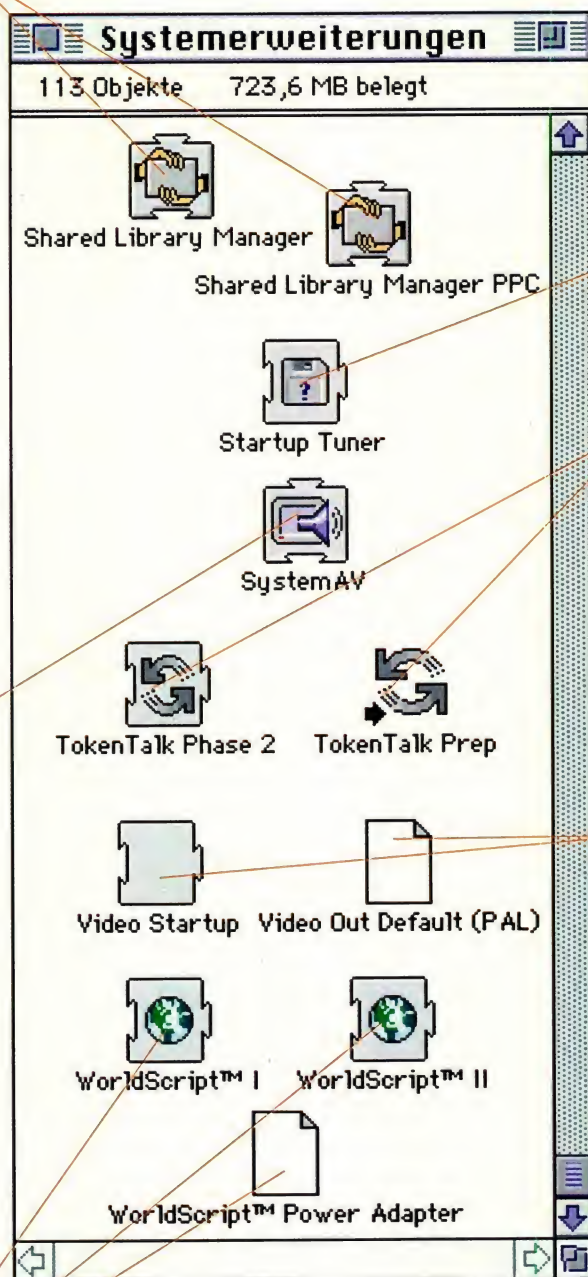 Systemerweiterungen
113 Objekte 723,6 MB belegt
Shared Library Manager
Shared Library Manager PPC
Startup Tuner
?
SystemAV
TokenTalk Phase 2 TokenTalk Prep
Video Startup Video Out Default (PAL)
WorldScript™ I WorldScript™ II
WorldScript™ Power Adapter